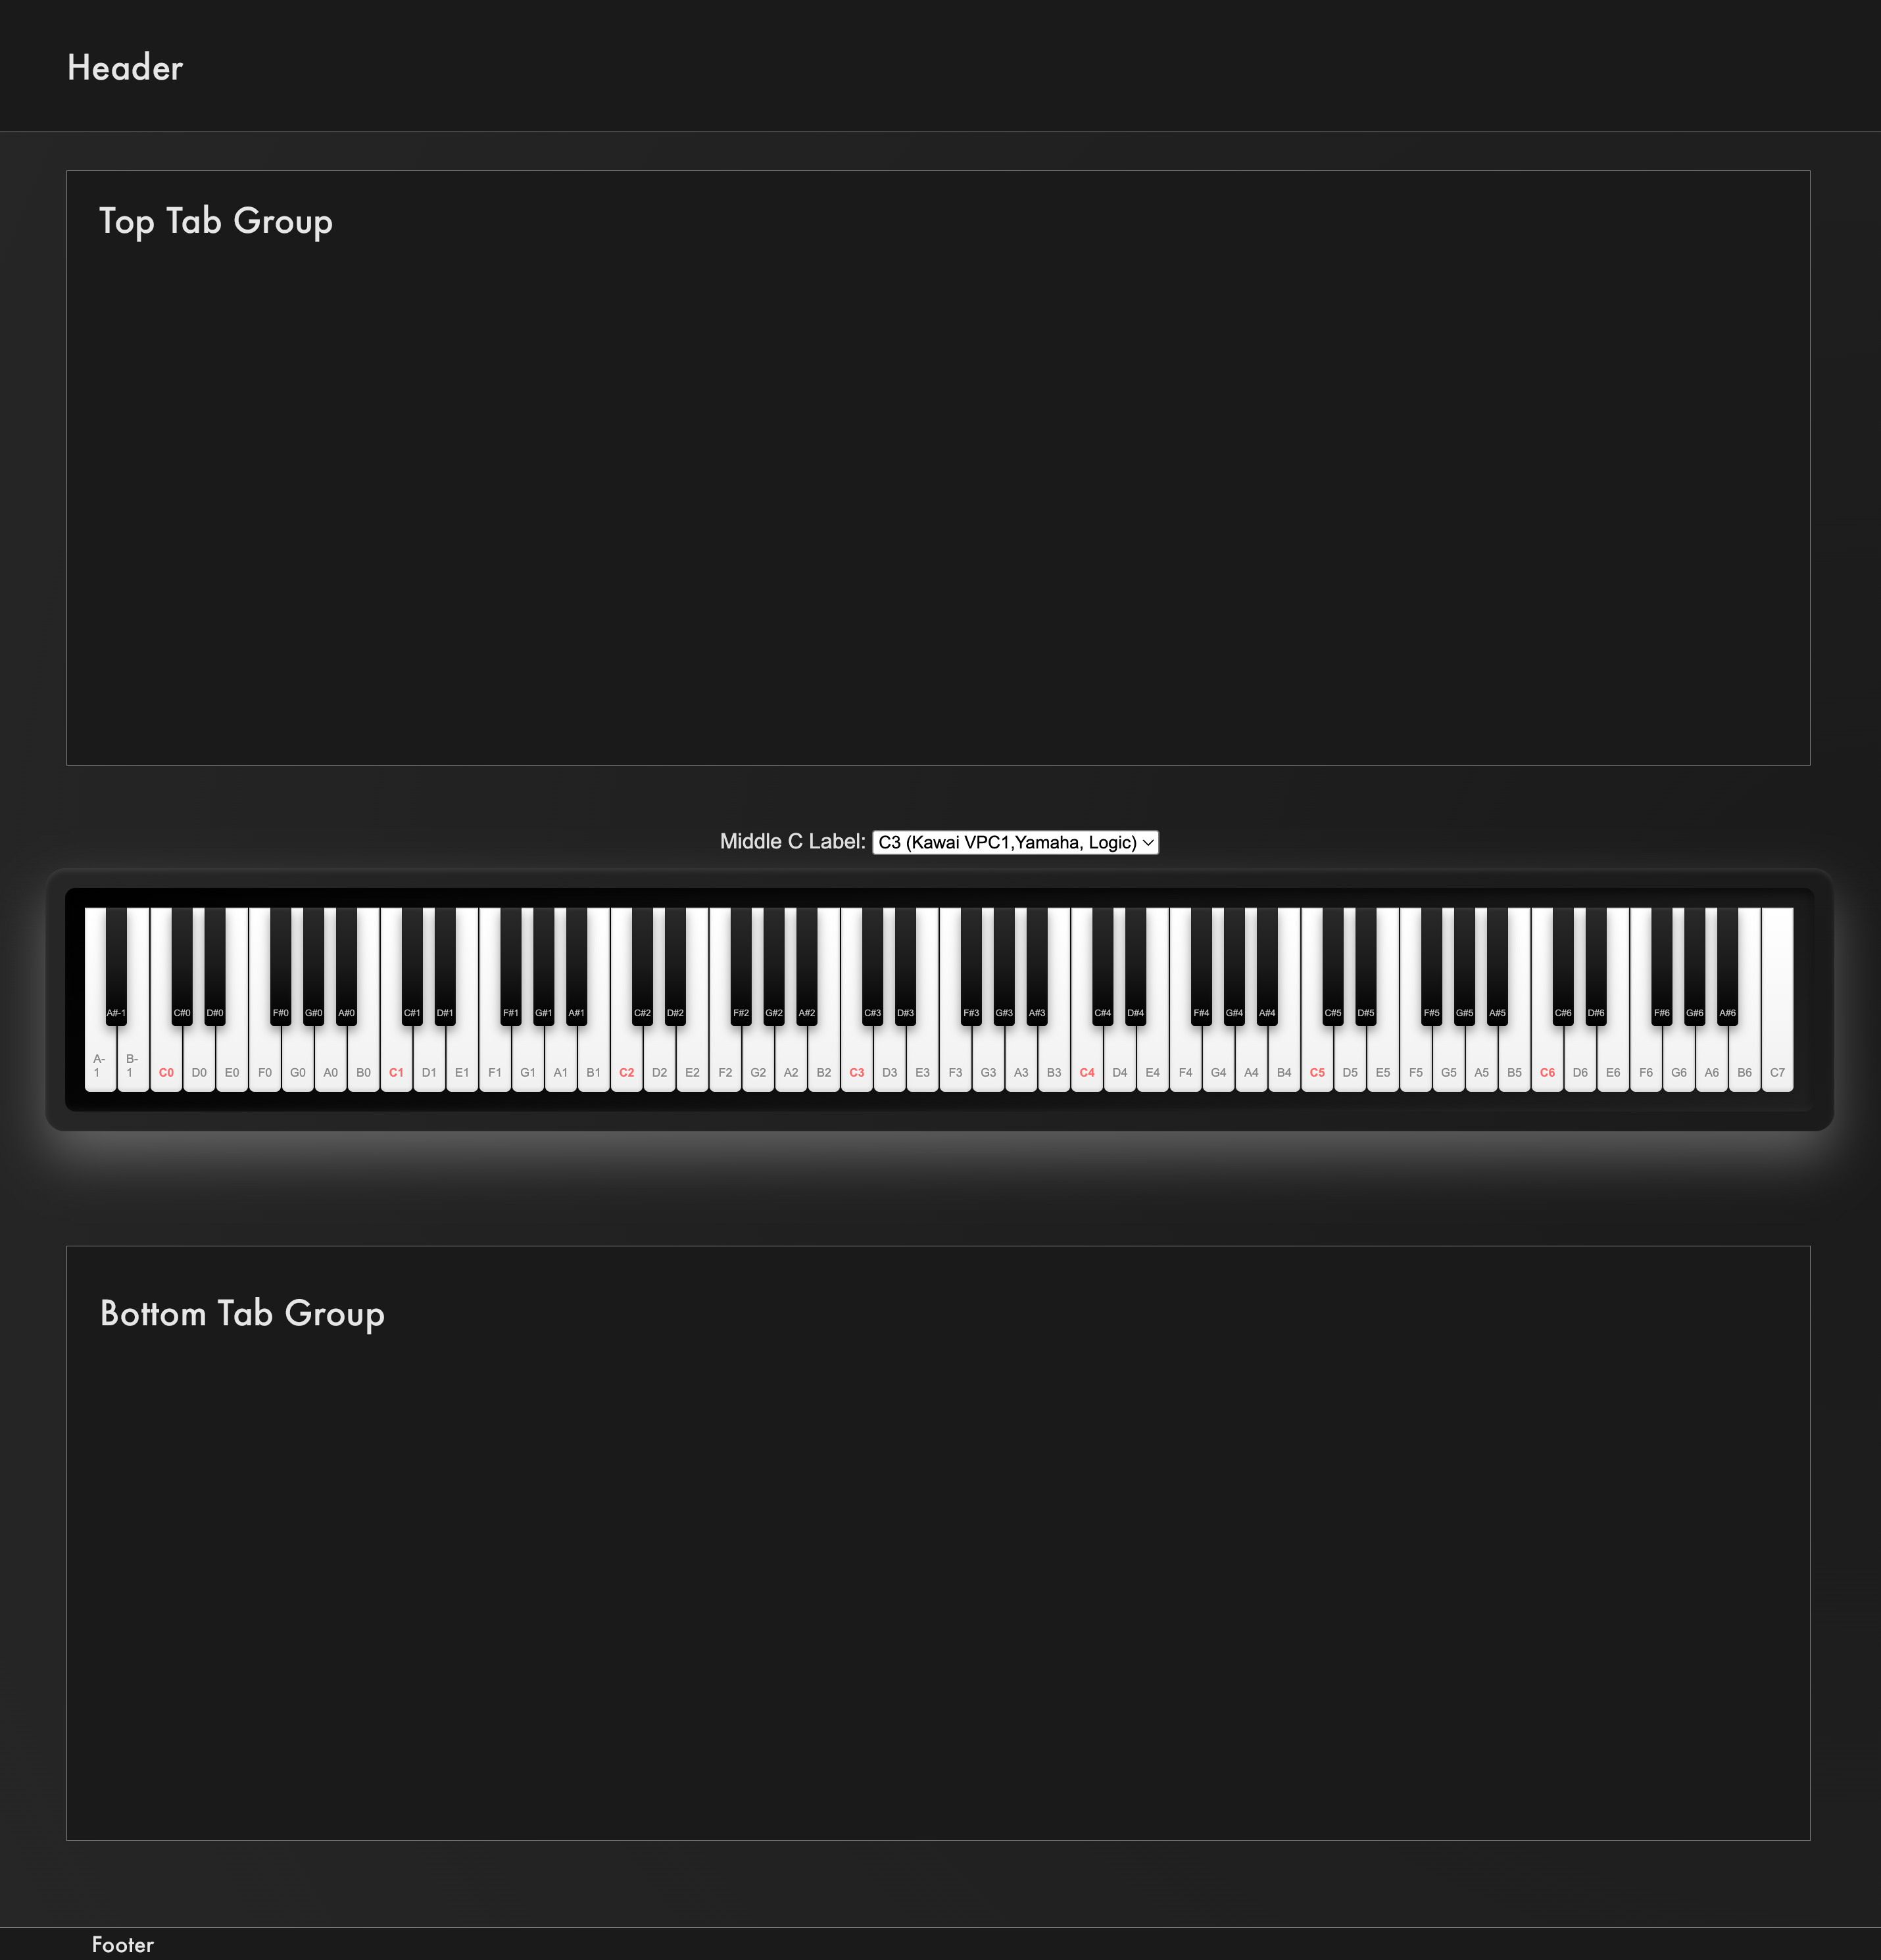 Header
Top Tab Group
Middle C Label: C3 (Kawai VPC1,Yamaha, Logic)
A#-1 C#0 D#0 F#0 G#0 A#0 C#1 D#1 F#1 G#1 A#1 C#2 D#2 F#2 G#2 A#2 C#3 D#3 F#3 G#3 A#3 C#4 D#4 F#4 G#4 A#4 C#5 D#5 F#5 G#5 A#5 C#6 D#6 F#6 G#6 A#6
A- B-
1 1 C0 D0 E0 F0 G0 A0 B0 C1 D1 E1 F1 G1 A1 B1 C2 D2 E2 F2 G2 A2 B2 C3 D3 E3 F3 G3 A3 B3 C4 D4 E4 F4 G4 A4 B4 C5 D5 E5 F5 G5 A5 B5 C6 D6 E6 F6 G6 A6 B6 C7
Bottom Tab Group
Footer